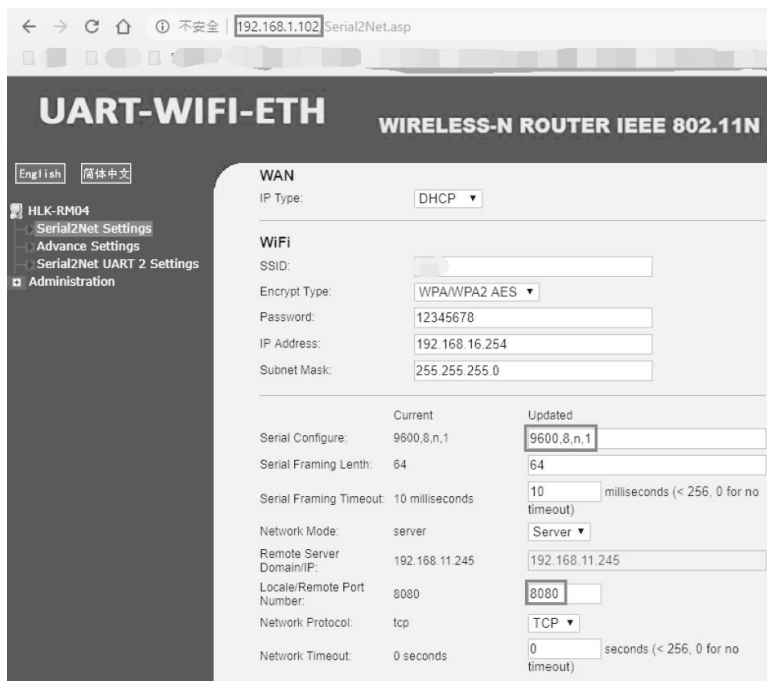 不安全 | 192.168.1.102/Serial2Net.asp
UART-WIFI-ETH
WIRELESS-N ROUTER IEEE 802.11N
English 简体中文
HLK-RM04
Serial2Net Settings
Advance Settings
Serial2Net UART 2 Settings
Administration
WAN
IP Type: DHCP
WiFi
SSID:
Encrypt Type: WPA/WPA2 AES
Password: 12345678
IP Address: 192.168.16.254
Subnet Mask: 255.255.255.0
Current Updated
Serial Configure: 9600,8,n,1 9600,8,n,1
Serial Framing Lenth: 64 64
Serial Framing Timeout: 10 milliseconds 10 milliseconds (< 256, 0 for no
timeout)
Network Mode: server Server
Remote Server
Domain/IP: 192.168.11.245 192.168.11.245
Locale/Remote Port
Number: 8080 8080
Network Protocol: tcp TCP
Network Timeout: 0 seconds 0 seconds (< 256, 0 for no
timeout)